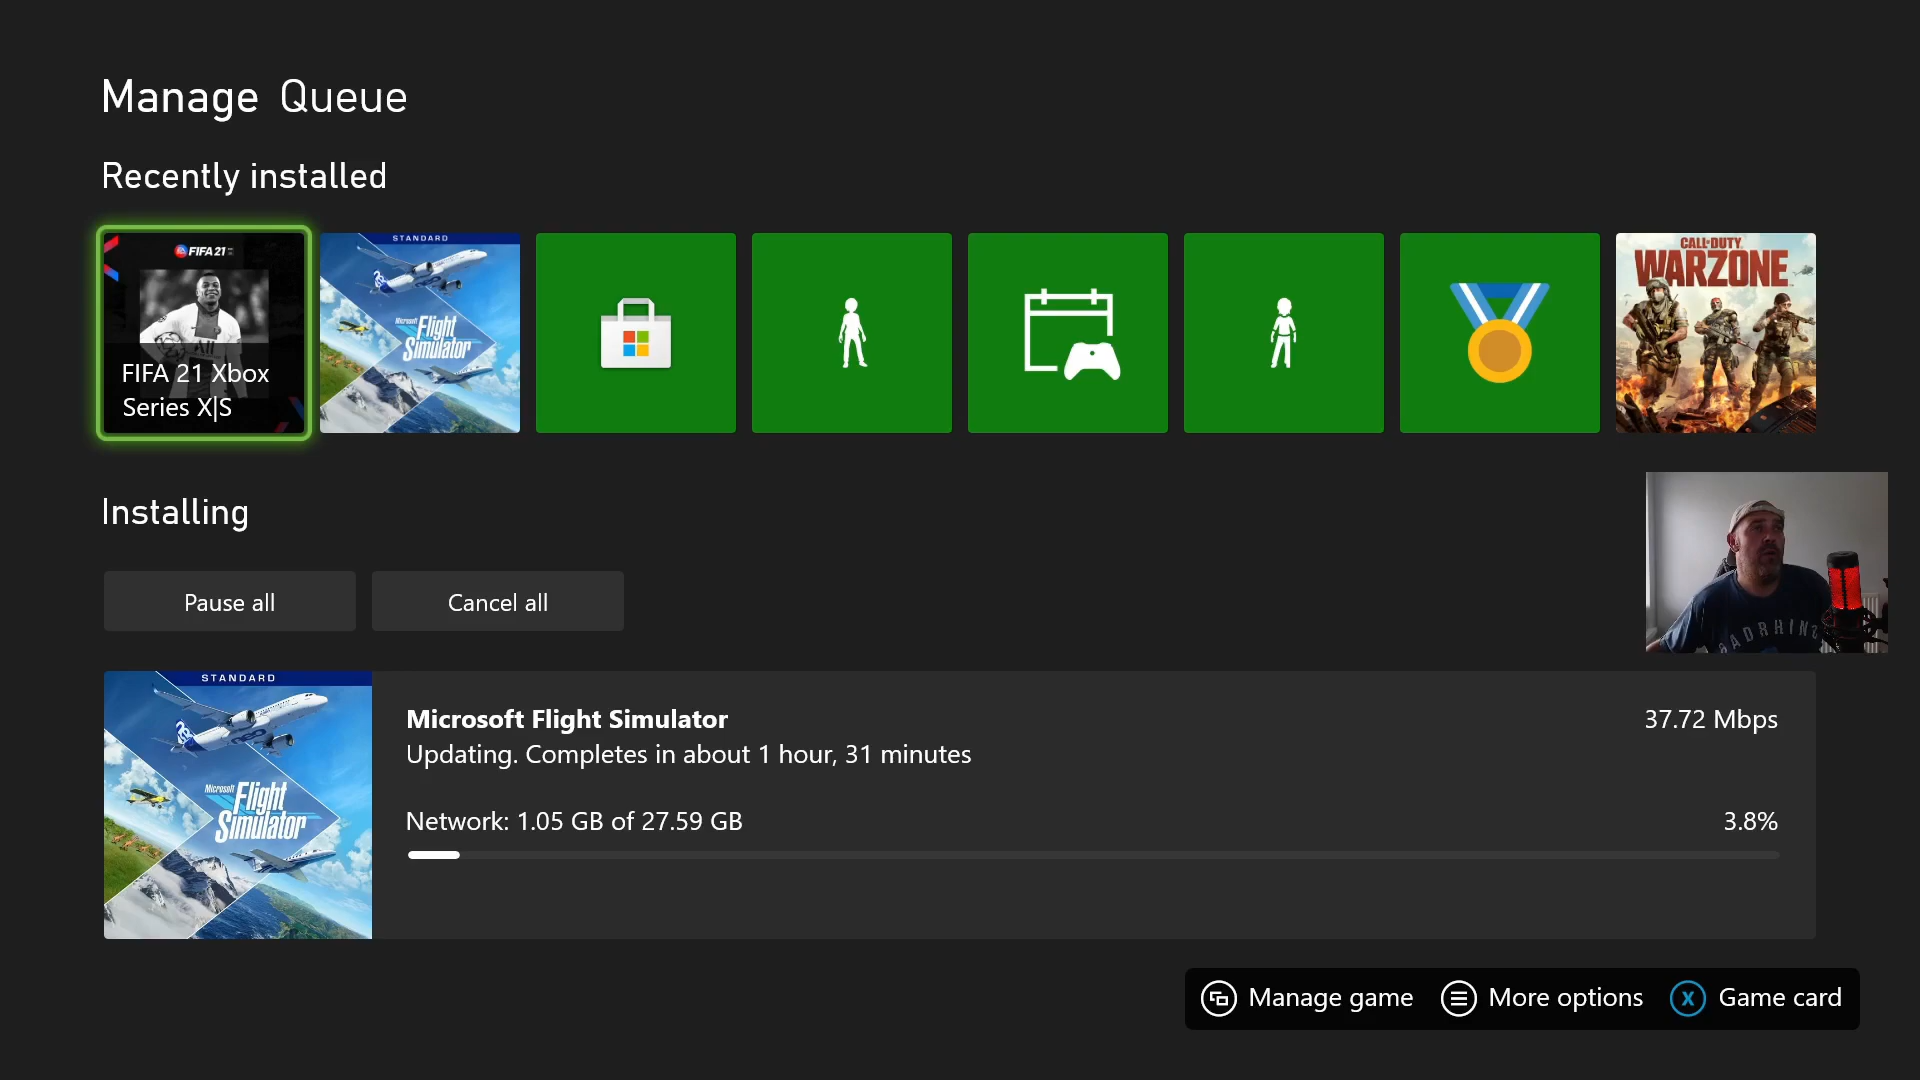 Manage Queue
Recently installed
FIFA 21
FIFA 21 Xbox
Series X|S
STANDARD
Microsoft
Flight
Simulator
CALL OF DUTY
WARZONE
Installing
Pause all
Cancel all
STANDARD
Microsoft
Flight
Simulator
Microsoft Flight Simulator
37.72 Mbps
Updating. Completes in about 1 hour, 31 minutes
Network: 1.05 GB of 27.59 GB
3.8%
Manage game
More options
X
Game card